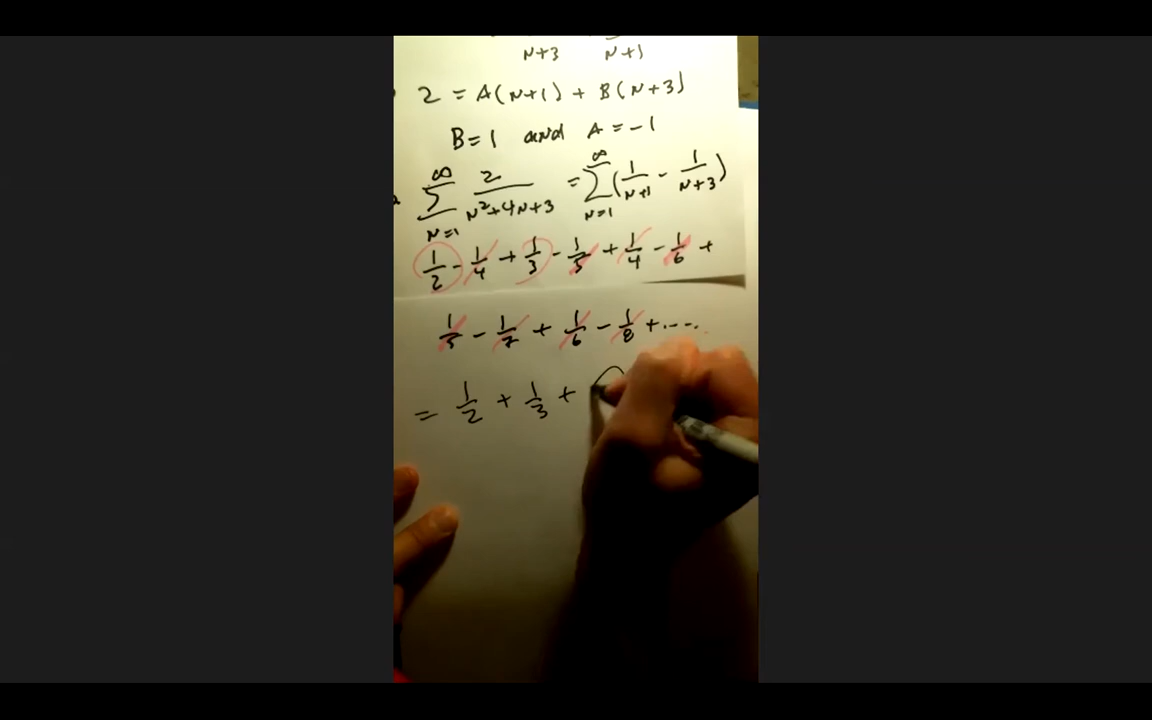 N+3 N+1
2 = A(N+1) + B(N+3)
B=1 and A=-1
∞ ∑ N=1 2/(N²+4N+3) = ∞ ∑ N=1 (1/(N+1) - 1/(N+3))
1/2 - 1/4 + 1/3 - 1/5 + 1/4 - 1/6 +
1/5 - 1/7 + 1/6 - 1/8 + ....
= 1/2 + 1/3 +